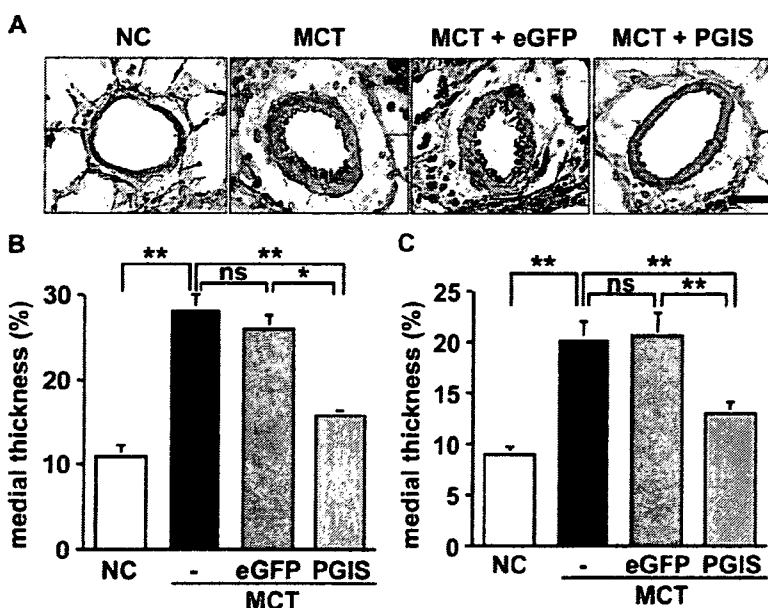 A
NC MCT MCT + eGFP MCT + PGIS
B
** **
ns *
medial thickness (%)
30
20
10
0
NC - eGFP PGIS
MCT
C
** **
ns **
medial thickness (%)
25
20
15
10
5
0
NC - eGFP PGIS
MCT